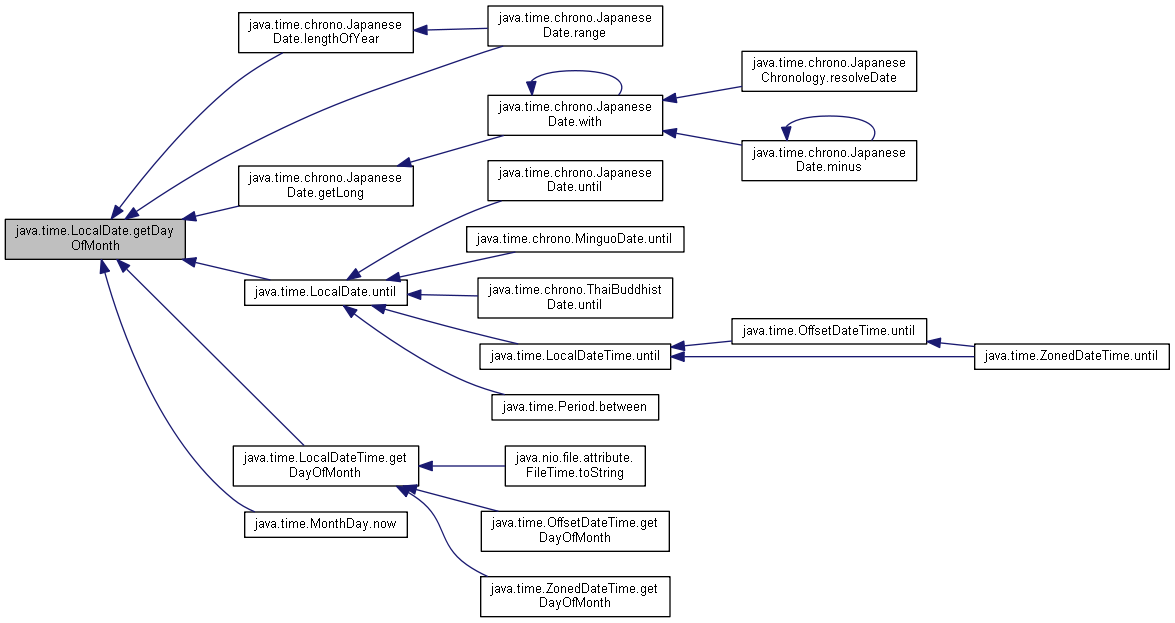 java.time.chrono.Japanese
Date.lengthOfYear
java.time.chrono.Japanese
Date.range
java.time.chrono.Japanese
Chronology.resolveDate
java.time.chrono.Japanese
Date.with
java.time.chrono.Japanese
Date.minus
java.time.chrono.Japanese
Date.getLong
java.time.chrono.Japanese
Date.until
java.time.LocalDate.getDay
OfMonth
java.time.chrono.MinguoDate.until
java.time.LocalDate.until
java.time.chrono.ThaiBuddhist
Date.until
java.time.OffsetDateTime.until
java.time.LocalDateTime.until
java.time.ZonedDateTime.until
java.time.Period.between
java.time.LocalDateTime.get
DayOfMonth
java.nio.file.attribute.
FileTime.toString
java.time.MonthDay.now
java.time.OffsetDateTime.get
DayOfMonth
java.time.ZonedDateTime.get
DayOfMonth